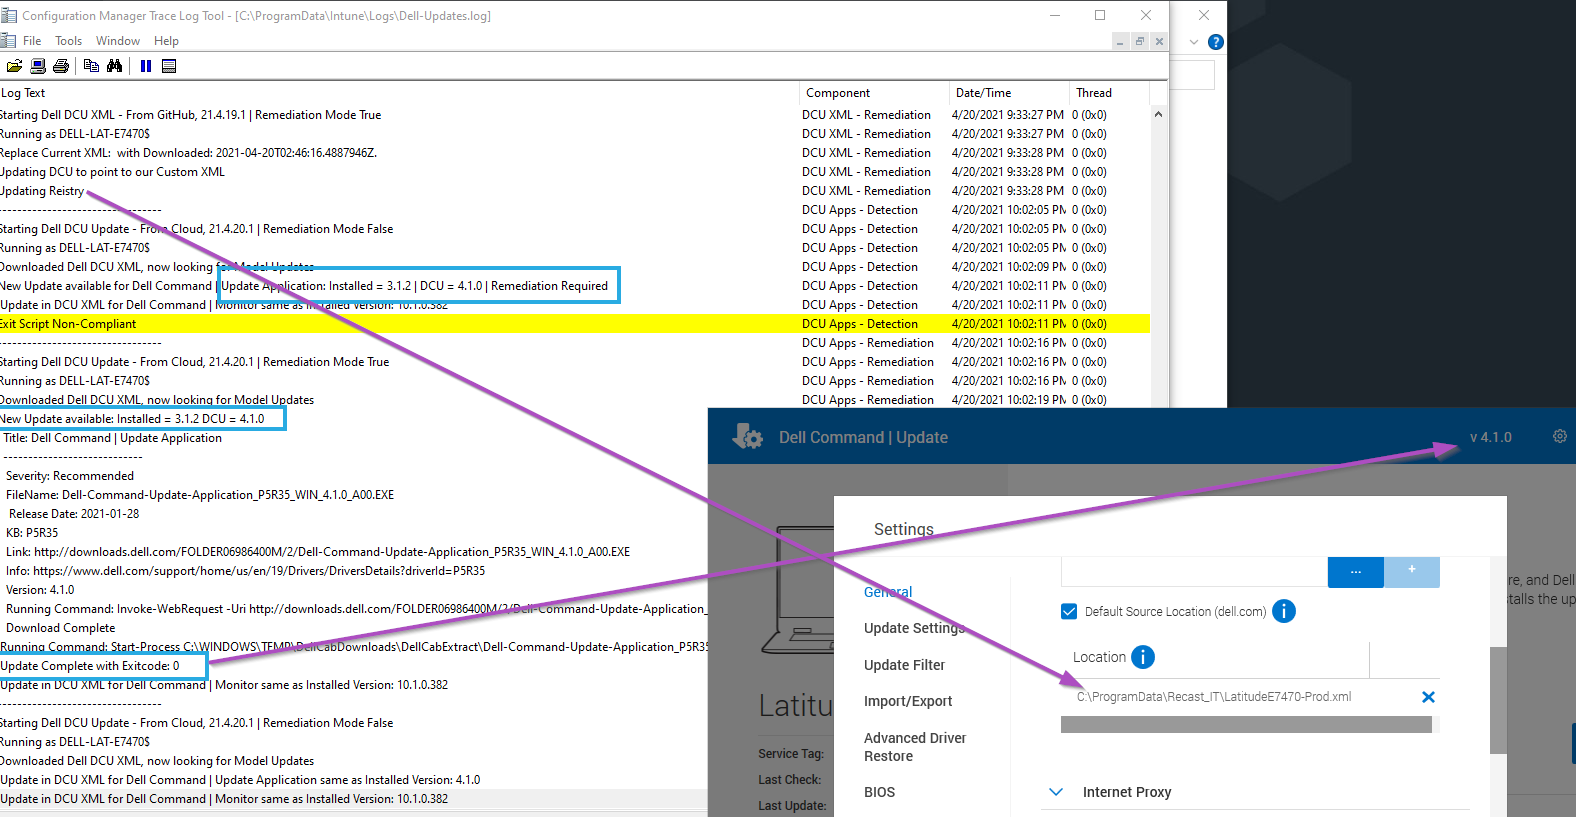 Configuration Manager Trace Log Tool - [C:\ProgramData\Intune\Logs\Dell-Updates.log]
File Tools Window Help
Log Text Component Date/Time Thread
Starting Dell DCU XML - From GitHub, 21.4.19.1 | Remediation Mode True DCU XML - Remediation 4/20/2021 9:33:27 PM 0 (0x0)
Running as DELL-LAT-E7470$ DCU XML - Remediation 4/20/2021 9:33:27 PM 0 (0x0)
Replace Current XML:  with Downloaded: 2021-04-20T02:46:16.4887946Z. DCU XML - Remediation 4/20/2021 9:33:28 PM 0 (0x0)
Updating DCU to point to our Custom XML DCU XML - Remediation 4/20/2021 9:33:28 PM 0 (0x0)
Updating Reistry DCU XML - Remediation 4/20/2021 9:33:28 PM 0 (0x0)
--------------------------------- DCU Apps - Detection 4/20/2021 10:02:05 PM 0 (0x0)
Starting Dell DCU Update - From Cloud, 21.4.20.1 | Remediation Mode False DCU Apps - Detection 4/20/2021 10:02:05 PM 0 (0x0)
Running as DELL-LAT-E7470$ DCU Apps - Detection 4/20/2021 10:02:05 PM 0 (0x0)
Downloaded Dell DCU XML, now looking for Model Updates DCU Apps - Detection 4/20/2021 10:02:09 PM 0 (0x0)
New Update available for Dell Command | Update Application: Installed = 3.1.2 | DCU = 4.1.0 | Remediation Required DCU Apps - Detection 4/20/2021 10:02:11 PM 0 (0x0)
Update in DCU XML for Dell Command | Monitor same as Installed Version: 10.1.0.382 DCU Apps - Detection 4/20/2021 10:02:11 PM 0 (0x0)
Exit Script Non-Compliant DCU Apps - Detection 4/20/2021 10:02:11 PM 0 (0x0)
--------------------------------- DCU Apps - Remediation 4/20/2021 10:02:16 PM 0 (0x0)
Starting Dell DCU Update - From Cloud, 21.4.20.1 | Remediation Mode True DCU Apps - Remediation 4/20/2021 10:02:16 PM 0 (0x0)
Running as DELL-LAT-E7470$ DCU Apps - Remediation 4/20/2021 10:02:16 PM 0 (0x0)
Downloaded Dell DCU XML, now looking for Model Updates DCU Apps - Remediation 4/20/2021 10:02:19 PM 0 (0x0)
New Update available: Installed = 3.1.2 DCU = 4.1.0
Title: Dell Command | Update Application
----------------------------
Severity: Recommended
FileName: Dell-Command-Update-Application_P5R35_WIN_4.1.0_A00.EXE
Release Date: 2021-01-28
KB: P5R35
Link: http://downloads.dell.com/FOLDER06986400M/2/Dell-Command-Update-Application_P5R35_WIN_4.1.0_A00.EXE
Info: https://www.dell.com/support/home/us/en/19/Drivers/DriversDetails?driverId=P5R35
Version: 4.1.0
Running Command: Invoke-WebRequest -Uri http://downloads.dell.com/FOLDER06986400M/2/Dell-Command-Update-Application_
Download Complete
Running Command: Start-Process C:\WINDOWS\TEMP\DellCabDownloads\DellCabExtract\Dell-Command-Update-Application_P5R35
Update Complete with Exitcode: 0
Update in DCU XML for Dell Command | Monitor same as Installed Version: 10.1.0.382
---------------------------------
Starting Dell DCU Update - From Cloud, 21.4.20.1 | Remediation Mode False
Running as DELL-LAT-E7470$
Downloaded Dell DCU XML, now looking for Model Updates
Update in DCU XML for Dell Command | Update Application same as Installed Version: 4.1.0
Update in DCU XML for Dell Command | Monitor same as Installed Version: 10.1.0.382
Dell Command | Update
v 4.1.0
Settings
General
Update Settings
Update Filter
Import/Export
Advanced Driver
Restore
BIOS
... +
Default Source Location (dell.com)
Location
C:\ProgramData\Recast_IT\LatitudeE7470-Prod.xml
Internet Proxy
re, and Dell
stalls the up
Latitu
Service Tag:
Last Check:
Last Update: